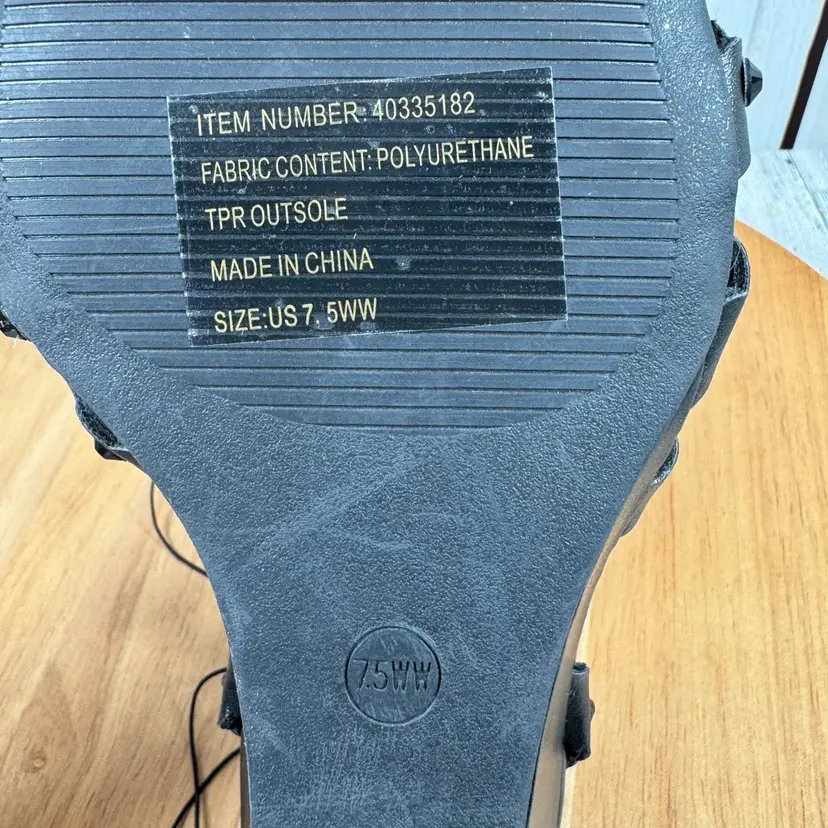 ITEM NUMBER: 40335182
FABRIC CONTENT: POLYURETHANE
TPR OUTSOLE
MADE IN CHINA
SIZE:US 7. 5WW
7.5WW